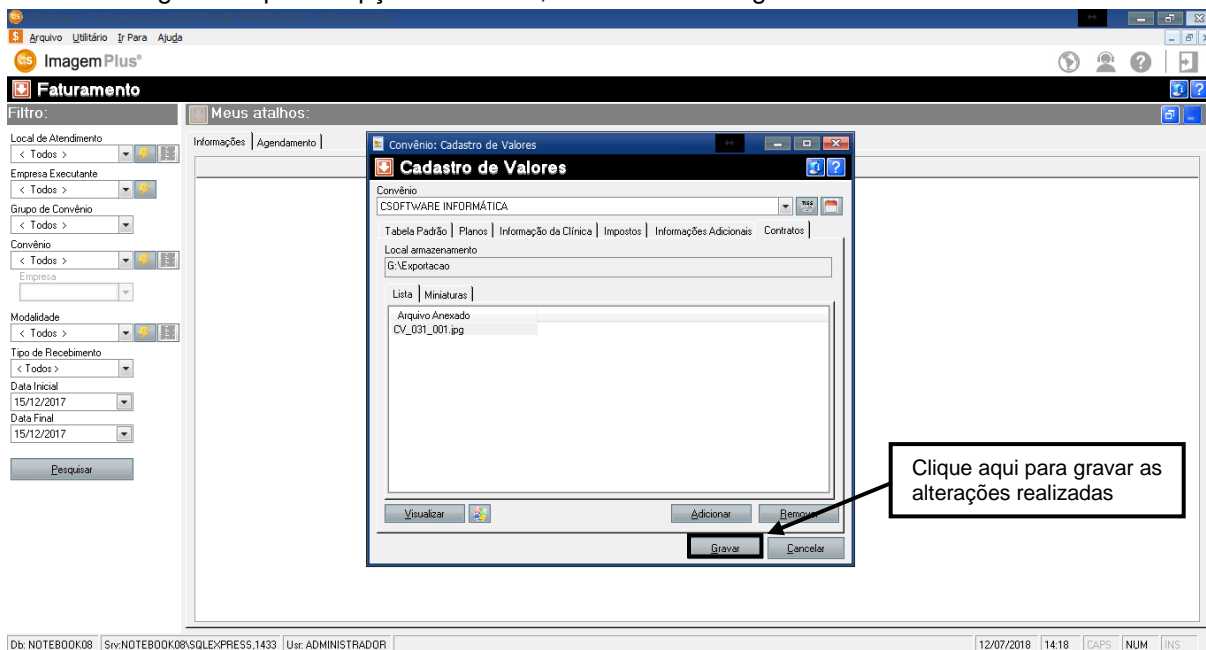 Arquivo Utilitário Ir Para Ajuda
ImagemPlus®
Faturamento
Filtro:
Meus atalhos:
Local de Atendimento
< Todos >
Empresa Executante
< Todos >
Grupo de Convênio
< Todos >
Convênio
< Todos >
Empresa
Modalidade
< Todos >
Tipo de Recebimento
< Todos >
Data Inicial
15/12/2017
Data Final
15/12/2017
Pesquisar
Informações Agendamento
Convênio: Cadastro de Valores
Cadastro de Valores
Convênio
CSOFTWARE INFORMÁTICA
Tabela Padrão Planos Informação da Clínica Impostos Informações Adicionais Contratos
Local armazenamento
G:\Exportacao
Lista Miniaturas
Arquivo Anexado
CV_031_001.jpg
Visualizar Adicionar Remover
Gravar Cancelar
Clique aqui para gravar as
alterações realizadas
Db: NOTEBOOK08 Srv:NOTEBOOK08\SQLEXPRESS,1433 Usr: ADMINISTRADOR 12/07/2018 14:18 CAPS NUM INS